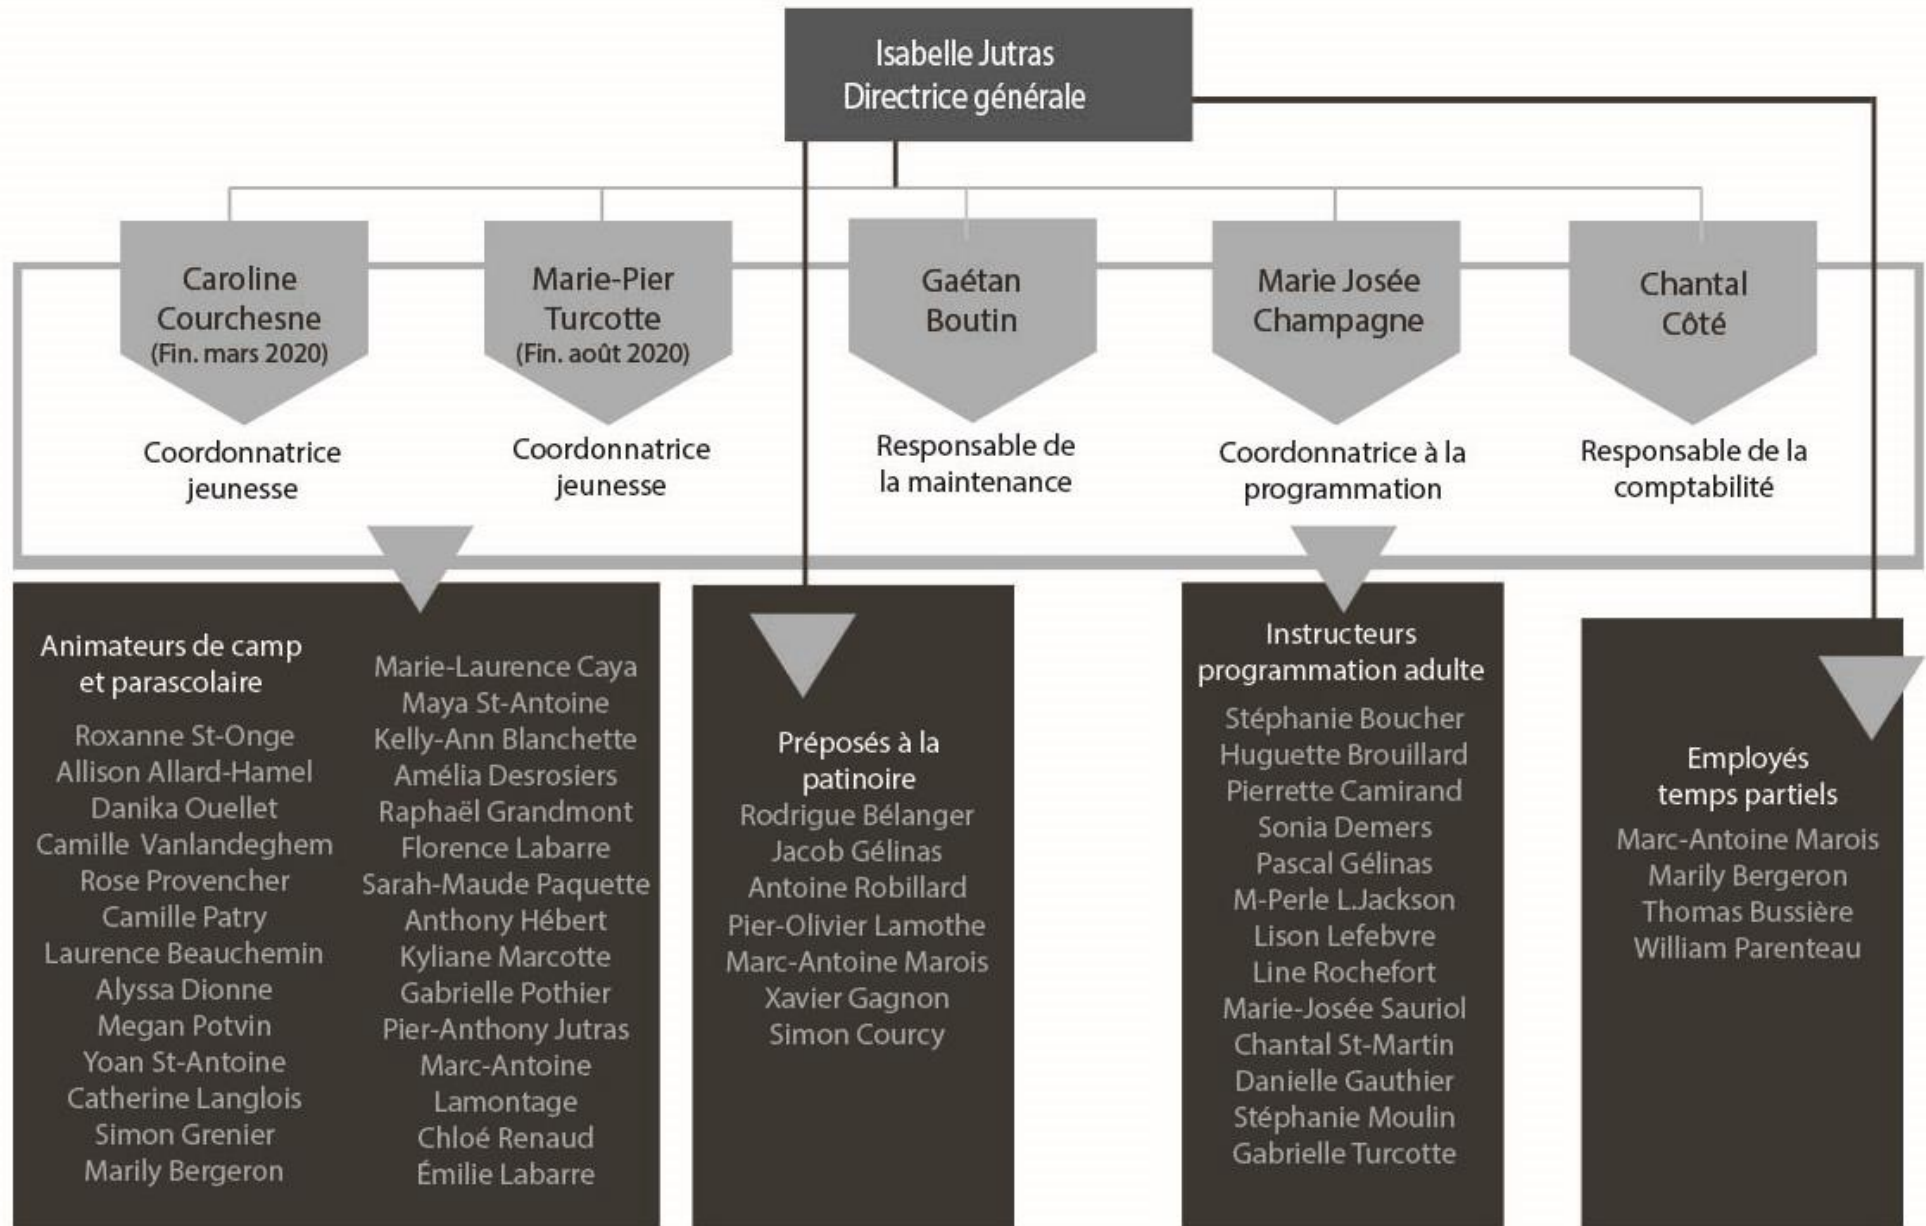 Isabelle Jutras
Directrice générale
Caroline
Courchesne
(Fin. mars 2020)
Coordonnatrice
jeunesse
Marie-Pier
Turcotte
(Fin. août 2020)
Coordonnatrice
jeunesse
Gaétan
Boutin
Responsable de
la maintenance
Marie Josée
Champagne
Coordonnatrice à la
programmation
Chantal
Côté
Responsable de la
comptabilité
Animateurs de camp
et parascolaire
Roxanne St-Onge
Allison Allard-Hamel
Danika Ouellet
Camille Vanlandeghem
Rose Provencher
Camille Patry
Laurence Beauchemin
Alyssa Dionne
Megan Potvin
Yoan St-Antoine
Catherine Langlois
Simon Grenier
Marily Bergeron
Marie-Laurence Caya
Maya St-Antoine
Kelly-Ann Blanchette
Amélia Desrosiers
Raphaël Grandmont
Florence Labarre
Sarah-Maude Paquette
Anthony Hébert
Kyliane Marcotte
Gabrielle Pothier
Pier-Anthony Jutras
Marc-Antoine
Lamontage
Chloé Renaud
Émilie Labarre
Préposés à la
patinoire
Rodrigue Bélanger
Jacob Gélinas
Antoine Robillard
Pier-Olivier Lamothe
Marc-Antoine Marois
Xavier Gagnon
Simon Courcy
Instructeurs
programmation adulte
Stéphanie Boucher
Huguette Brouillard
Pierrette Camirand
Sonia Demers
Pascal Gélinas
M-Perle L.Jackson
Lison Lefebvre
Line Rochefort
Marie-Josée Sauriol
Chantal St-Martin
Danielle Gauthier
Stéphanie Moulin
Gabrielle Turcotte
Employés
temps partiels
Marc-Antoine Marois
Marily Bergeron
Thomas Bussière
William Parenteau